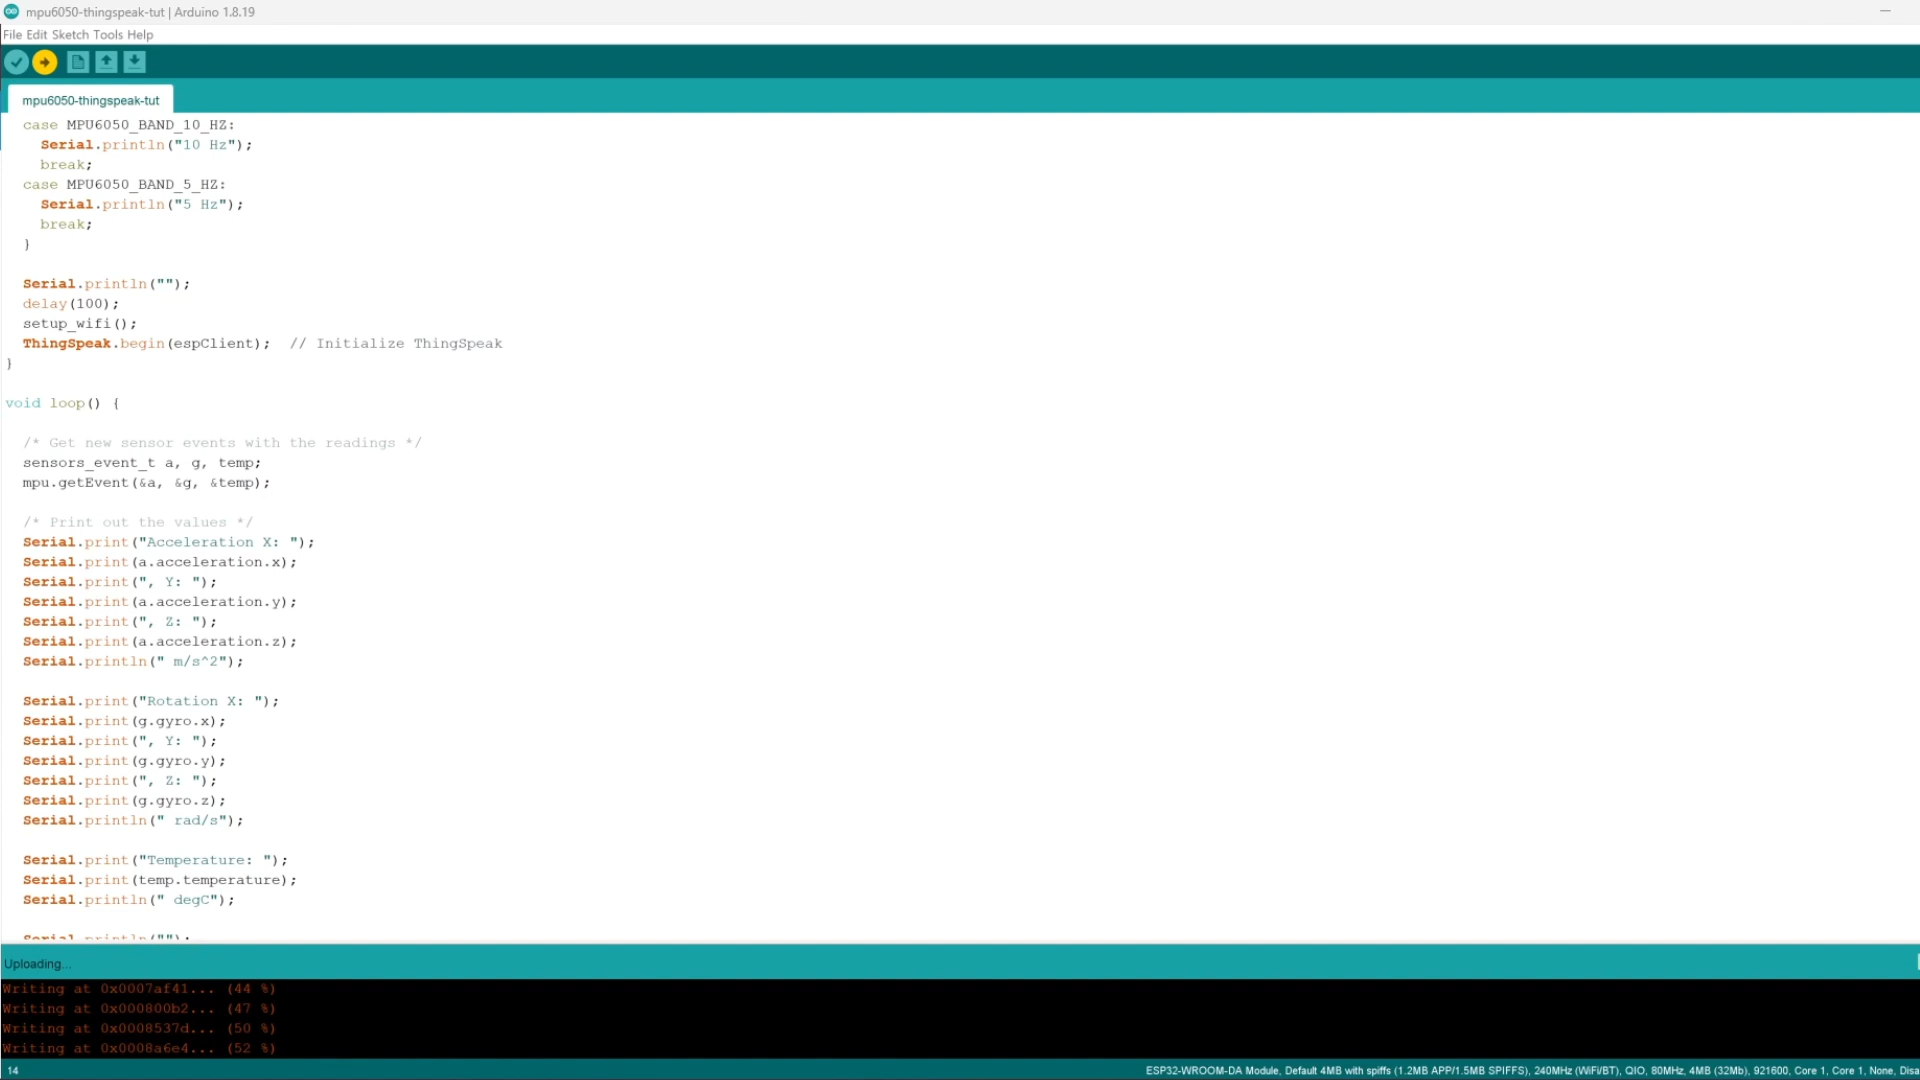 mpu6050-thingspeak-tut | Arduino 1.8.19
File Edit Sketch Tools Help
mpu6050-thingspeak-tut
case MPU6050_BAND_10_HZ:
Serial.println("10 Hz");
break;
case MPU6050_BAND_5_HZ:
Serial.println("5 Hz");
break;
}
Serial.println("");
delay(100);
setup_wifi();
ThingSpeak.begin(espClient);  // Initialize ThingSpeak
}
void loop() {
/* Get new sensor events with the readings */
sensors_event_t a, g, temp;
mpu.getEvent(&a, &g, &temp);
/* Print out the values */
Serial.print("Acceleration X: ");
Serial.print(a.acceleration.x);
Serial.print(", Y: ");
Serial.print(a.acceleration.y);
Serial.print(", Z: ");
Serial.print(a.acceleration.z);
Serial.println(" m/s^2");
Serial.print("Rotation X: ");
Serial.print(g.gyro.x);
Serial.print(", Y: ");
Serial.print(g.gyro.y);
Serial.print(", Z: ");
Serial.print(g.gyro.z);
Serial.println(" rad/s");
Serial.print("Temperature: ");
Serial.print(temp.temperature);
Serial.println(" degC");
Serial.println("");
Uploading...
Writing at 0x0007af41... (44 %)
Writing at 0x000800b2... (47 %)
Writing at 0x0008537d... (50 %)
Writing at 0x0008a6e4... (52 %)
14
ESP32-WROOM-DA Module, Default 4MB with spiffs (1.2MB APP/1.5MB SPIFFS), 240MHz (WiFi/BT), QIO, 80MHz, 4MB (32Mb), 921600, Core 1, Core 1, None, Disa